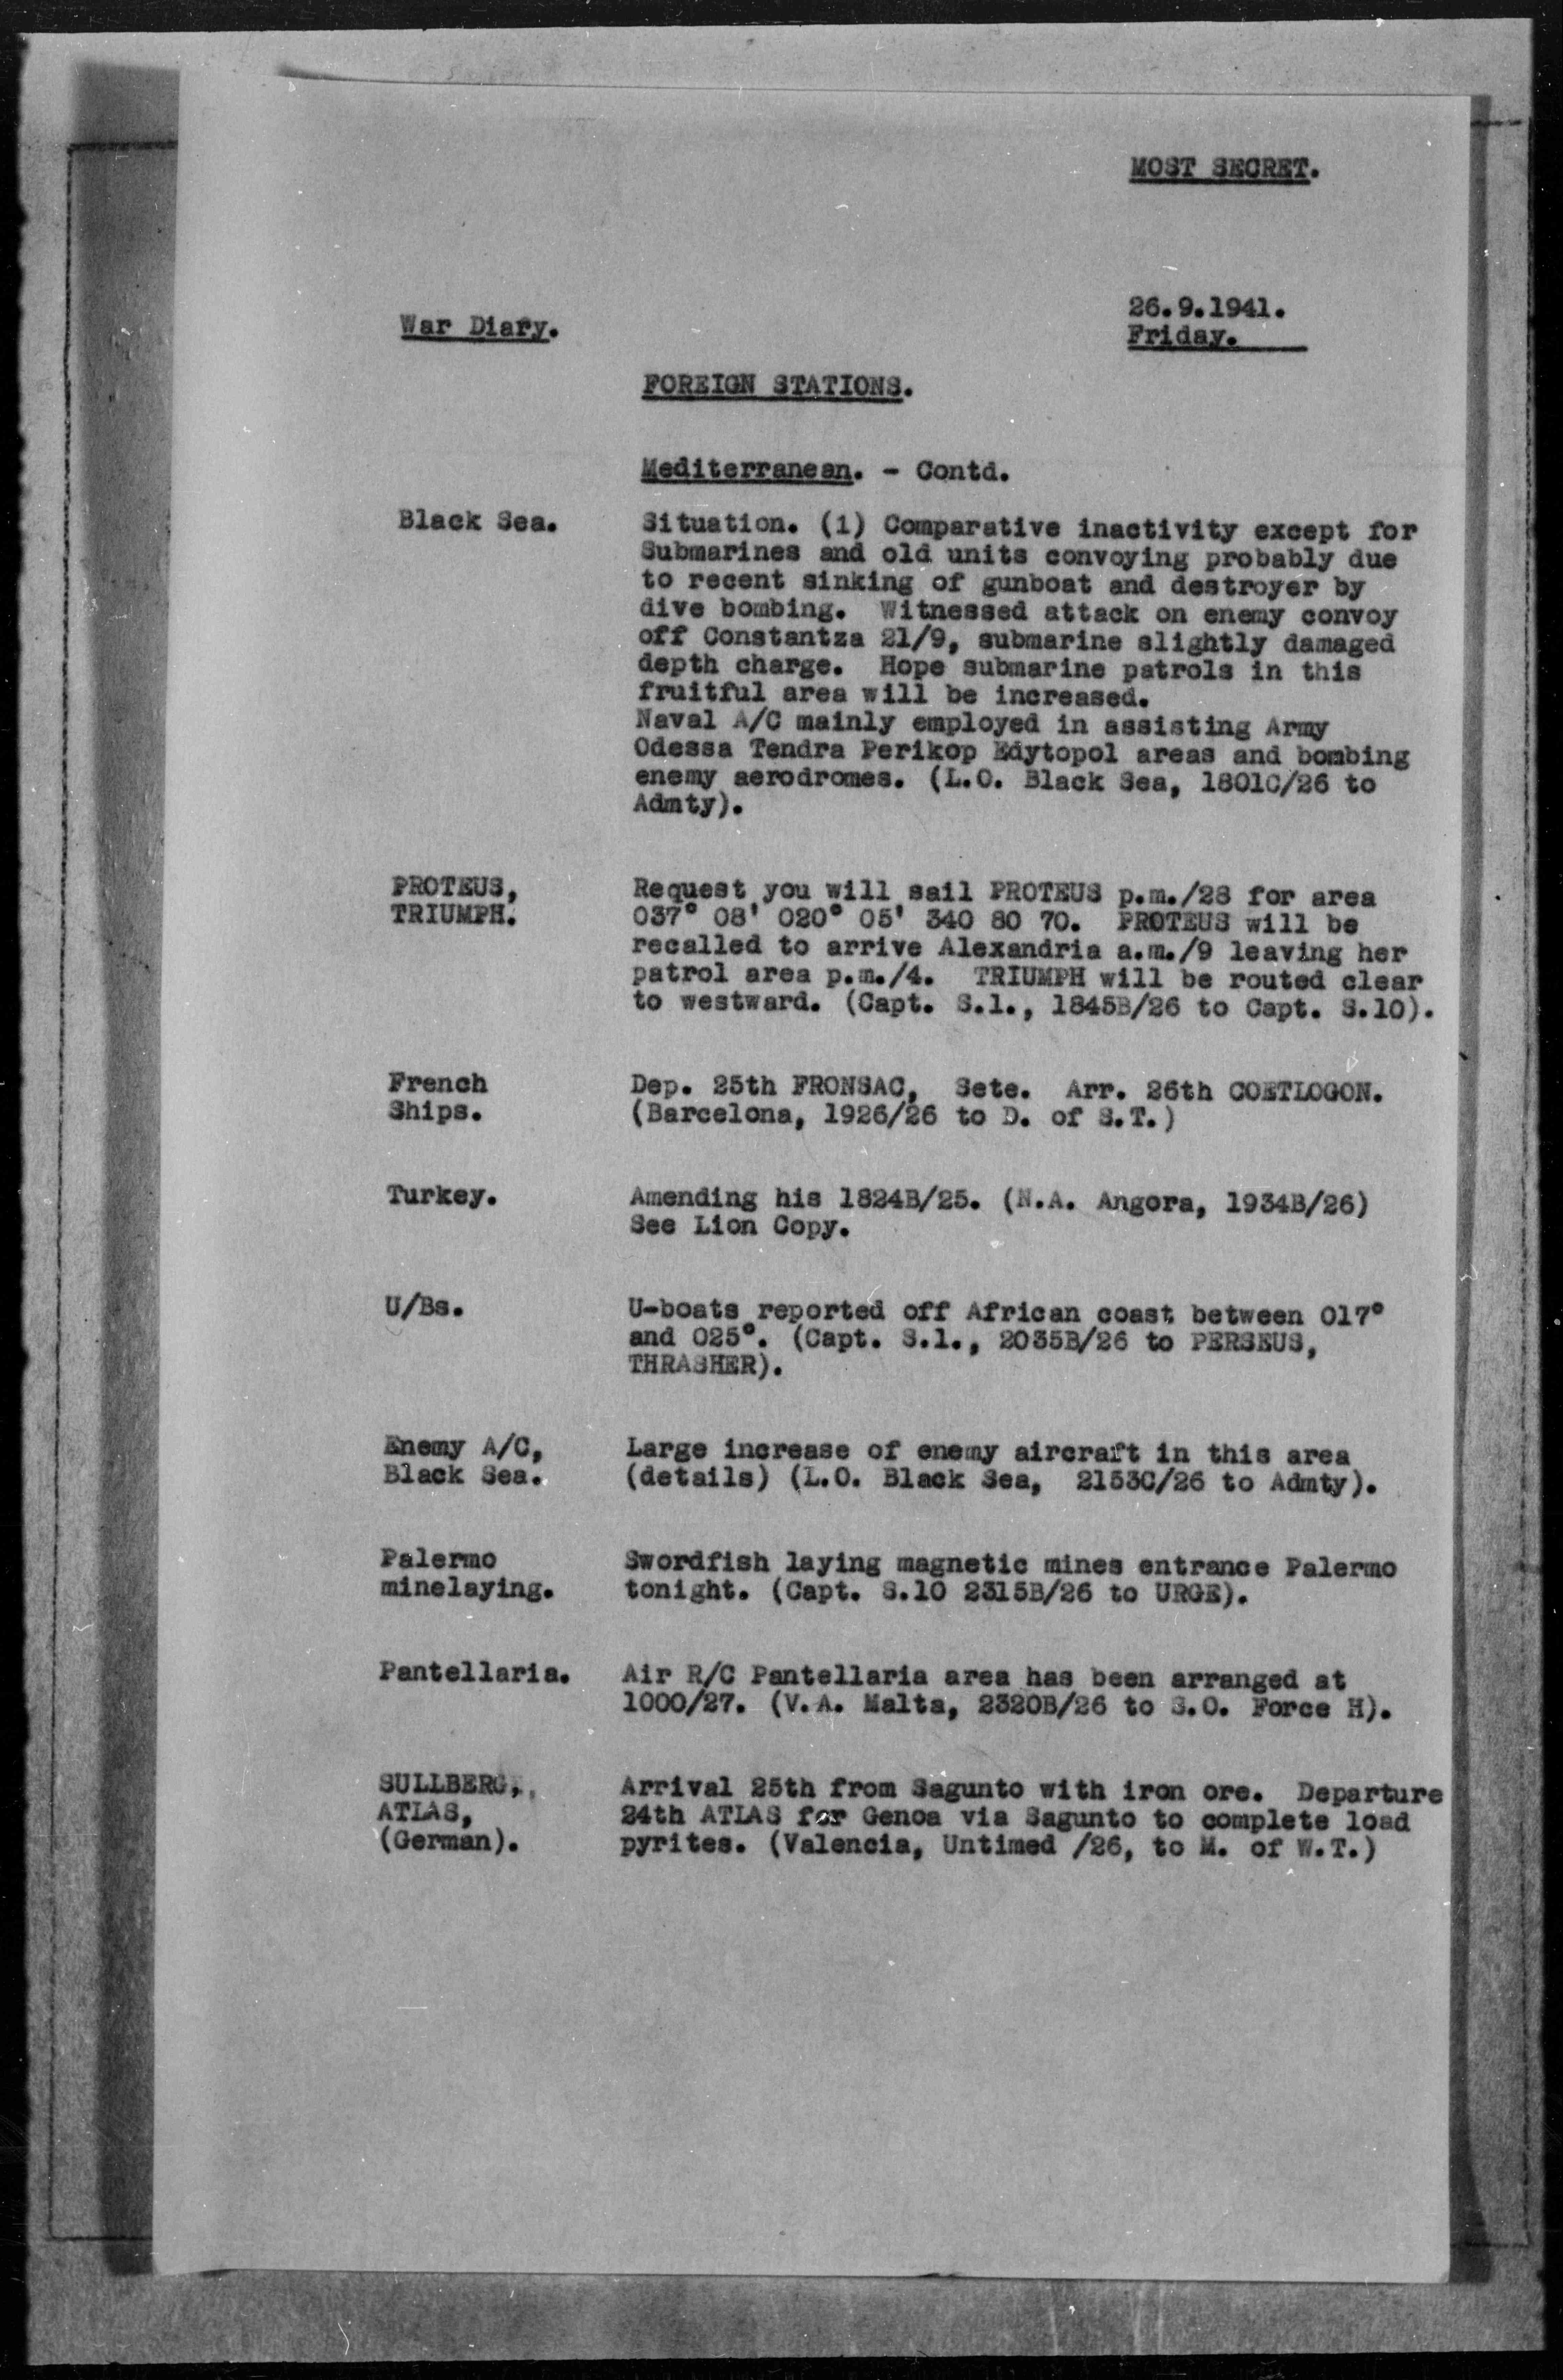 MOST SECRET.
26.9.1941.
War Diary.
Friday.
FOREIGN STATIONS.
Mediterranean. - Contd.
Black Sea.
Situation. (1) Comparative inactivity except for
Submarines and old units convoying probably due
to recent sinking of gunboat and destroyer by
dive bombing. Witnessed attack on enemy convoy
off Constantza 21/9, submarine slightly damaged
depth charge. Hope submarine patrols in this
fruitful area will be increased.
Naval A/C mainly employed in assisting Army
Odessa Tendra Perikop Edytopol areas and bombing
enemy aerodromes. (L.O. Black Sea, 1801C/26 to
Admty).
PROTEUS,
TRIUMPH.
Request you will sail PROTEUS p.m./28 for area
037° 08' 020° 05' 340 80 70. PROTEUS will be
recalled to arrive Alexandria a.m./9 leaving her
patrol area p.m./4. TRIUMPH will be routed clear
to westward. (Capt. S.1., 1845B/26 to Capt. S.10).
French
Ships.
Dep. 25th FRONSAC, Sete. Arr. 26th COETLOGON.
(Barcelona, 1926/26 to D. of S.T.)
Turkey.
Amending his 1824B/25. (N.A. Angora, 1934B/26)
See Lion Copy.
U/Bs.
U-boats reported off African coast between 017°
and 025°. (Capt. S.1., 2035B/26 to PERSEUS,
THRASHER).
Enemy A/C,
Black Sea.
Large increase of enemy aircraft in this area
(details) (L.O. Black Sea, 2153C/26 to Admty).
Palermo
minelaying.
Swordfish laying magnetic mines entrance Palermo
tonight. (Capt. S.10 2315B/26 to URGE).
Pantellaria.
Air R/C Pantellaria area has been arranged at
1000/27. (V.A. Malta, 2320B/26 to S.O. Force H).
SULLBERG,
ATLAS,
(German).
Arrival 25th from Sagunto with iron ore. Departure
24th ATLAS for Genoa via Sagunto to complete load
pyrites. (Valencia, Untimed /26, to M. of W.T.)